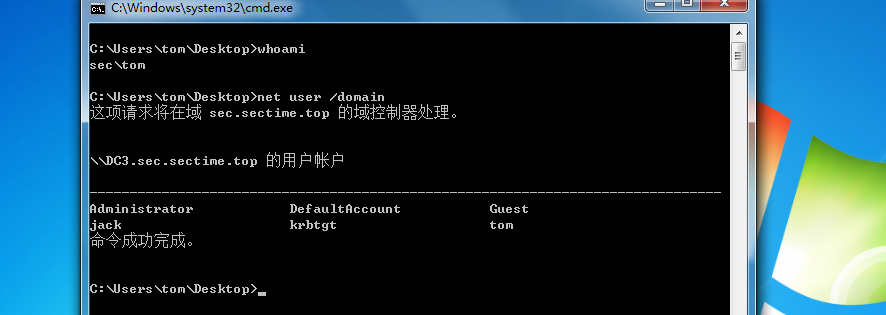 C:\Windows\system32\cmd.exe
C:\Users\tom\Desktop>whoami
sec\tom
C:\Users\tom\Desktop>net user /domain
这项请求将在域 sec.sectime.top 的域控制器处理。
\\DC3.sec.sectime.top 的用户帐户
-------------------------------------------------------------------------------
Administrator DefaultAccount Guest
jack krbtgt tom
命令成功完成。
C:\Users\tom\Desktop>_